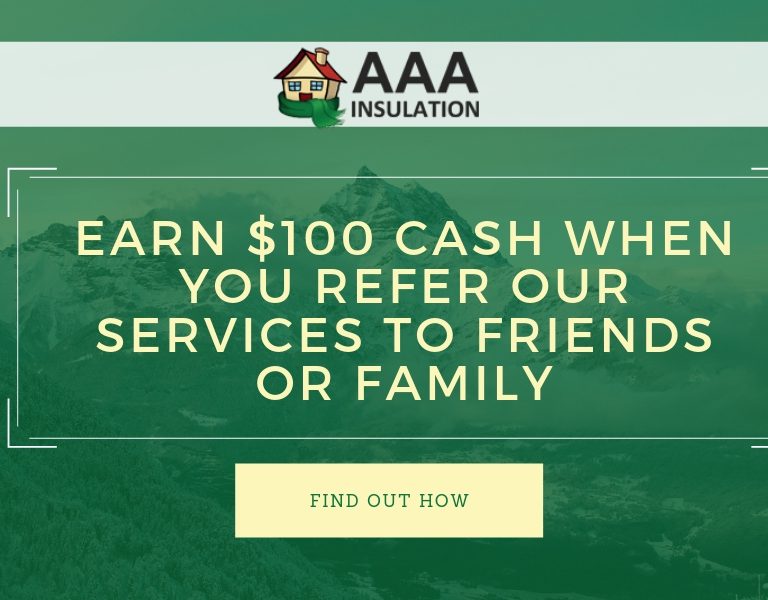 AAA
INSULATION
EARN $100 CASH WHEN
YOU REFER OUR
SERVICES TO FRIENDS
OR FAMILY
FIND OUT HOW